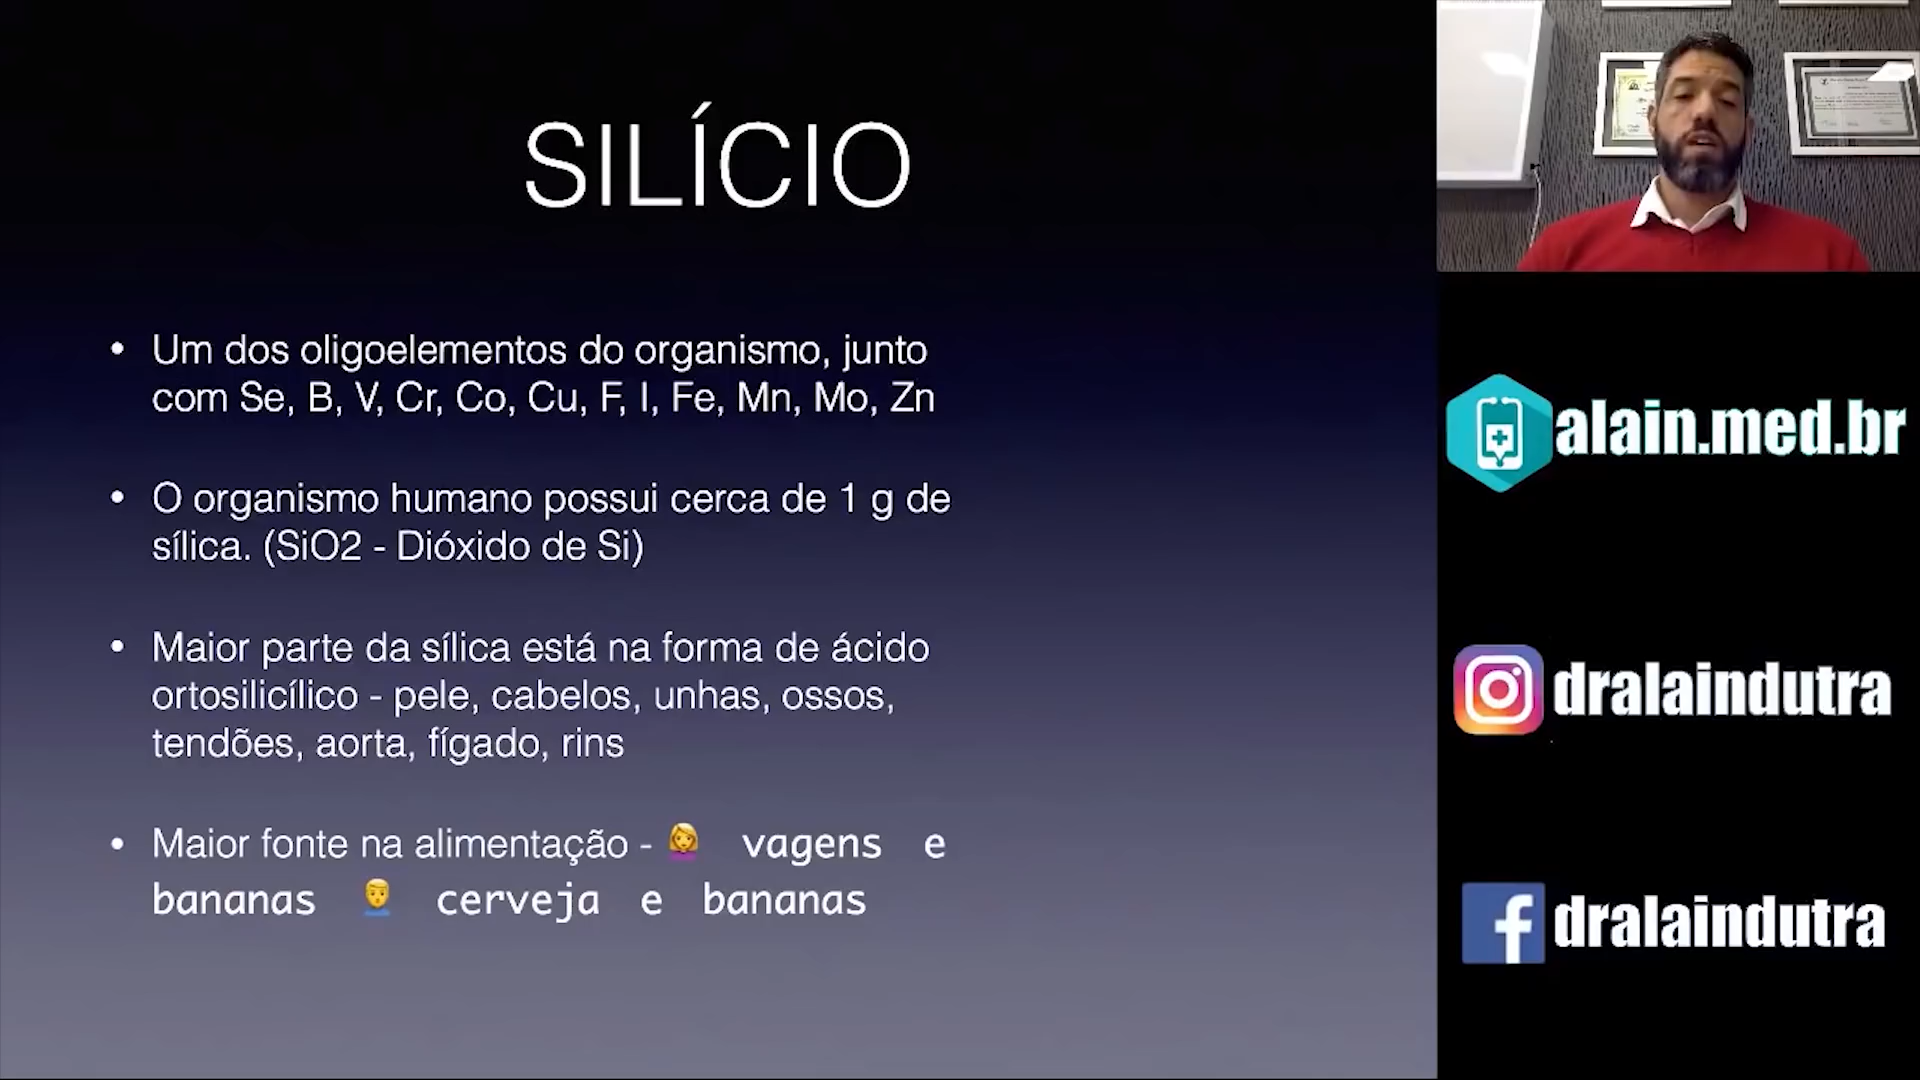 SILÍCIO
• Um dos oligoelementos do organismo, junto
com Se, B, V, Cr, Co, Cu, F, I, Fe, Mn, Mo, Zn
• O organismo humano possui cerca de 1 g de
sílica. (SiO2 - Dióxido de Si)
• Maior parte da sílica está na forma de ácido
ortosilicílico - pele, cabelos, unhas, ossos,
tendões, aorta, fígado, rins
• Maior fonte na alimentação - 🙍‍♀️ vagens e
bananas 🙍‍♂️ cerveja e bananas
alain.med.br
dralaindutra
dralaindutra